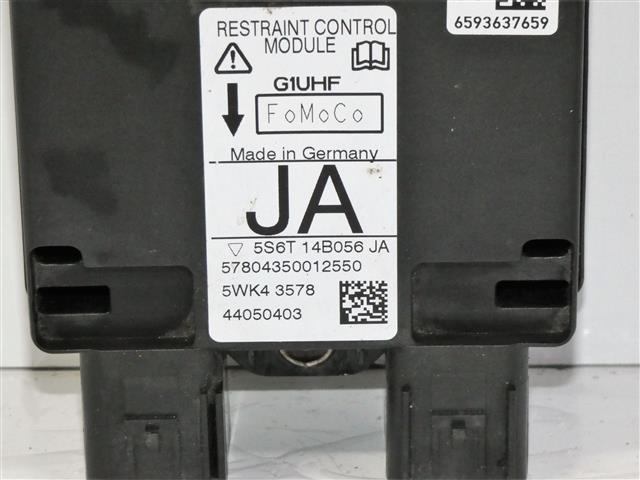 6593637659
RESTRAINT CONTROL
MODULE
G1UHF
FoMoCo
Made in Germany
JA
5S6T 14B056 JA
57804350012550
5WK4 3578
44050403